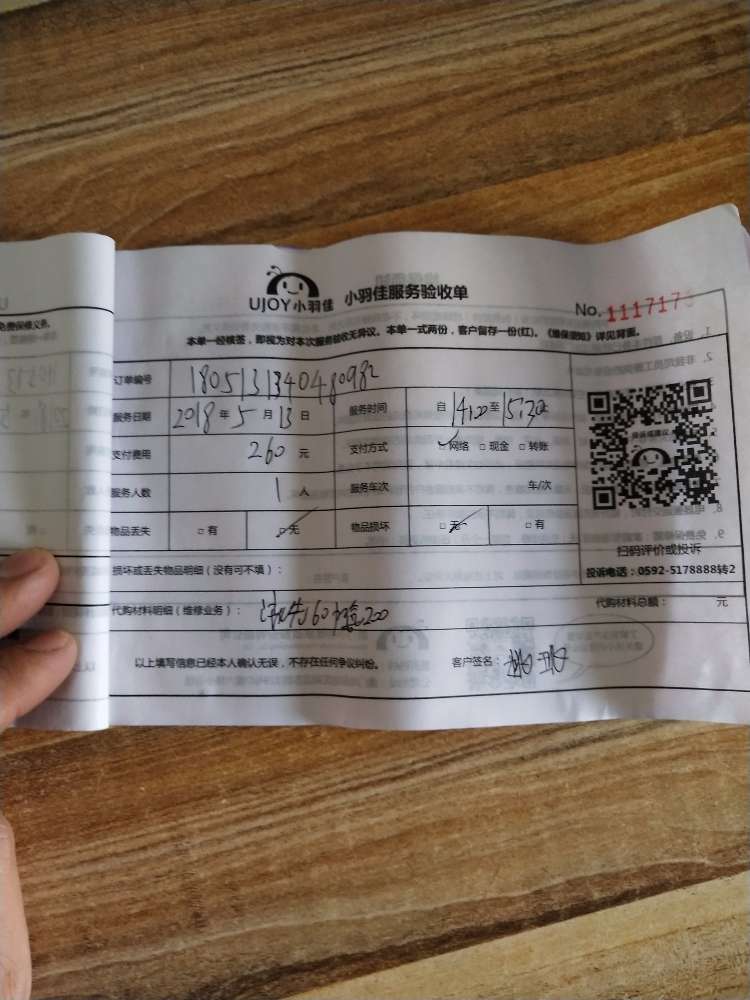 UJOY小羽佳 小羽佳服务验收单
No. 111717
本单一经核签，即视为对本次服务验收无异议。本单一式两份，客户留存一份(红)。《维保须知》详见背面。
订单编号 1805131340480982
服务日期 2018年5月13日 服务时间 自14:00至15:30止
支付费用 260元 支付方式 ☑网络 □现金 □转账
服务人数 1人 服务车次 车/次
物品丢失 □有 ☑无 物品损坏 ☑无 □有
扫码评价或投诉
投诉电话：0592-5178888转2
损坏或丢失物品明细（没有可不填）：
代购材料明细（维修业务）： 60 200 代购材料总额： 元
以上填写信息已经本人确认无误，不存在任何争议纠纷。 客户签名：